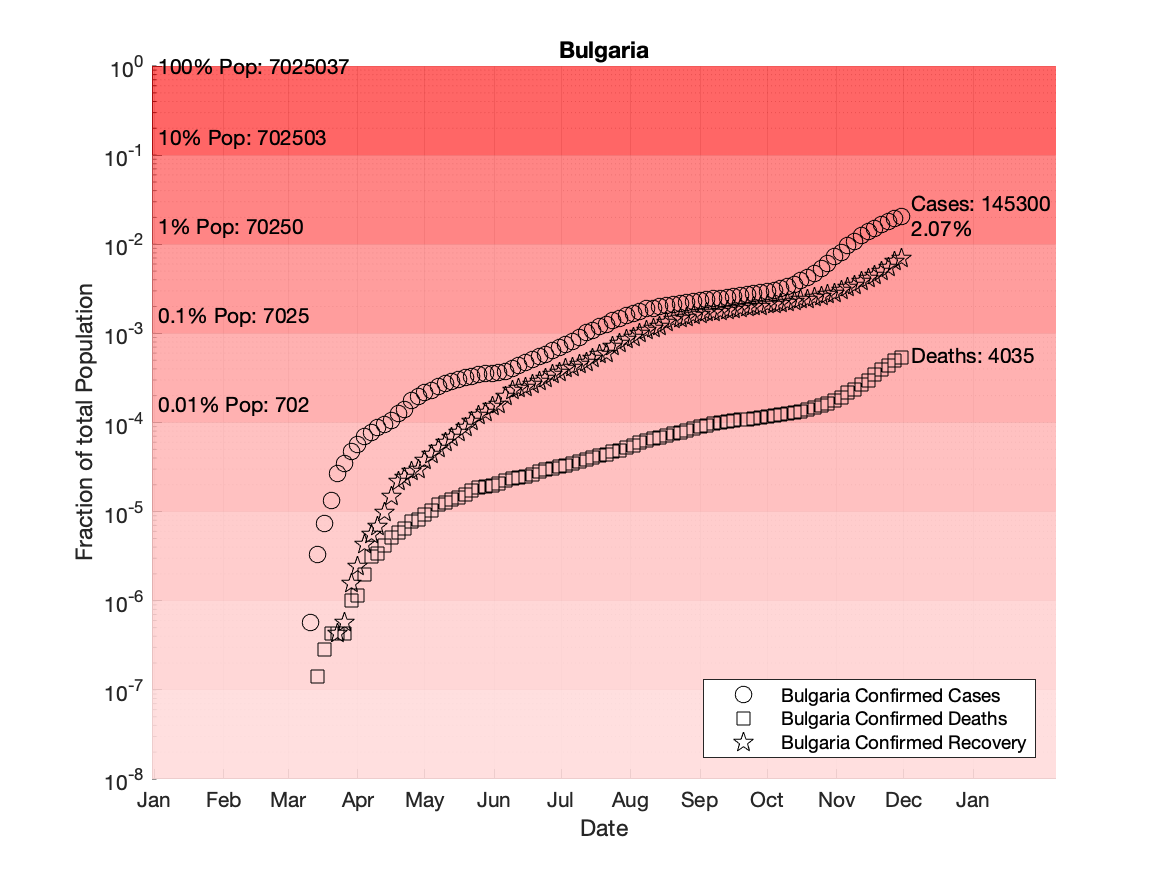 Bulgaria
10^0
100% Pop: 7025037
10% Pop: 702503
10^-1
Cases: 145300
1% Pop: 70250
2.07%
10^-2
0.1% Pop: 7025
10^-3
Deaths: 4035
0.01% Pop: 702
10^-4
10^-5
10^-6
10^-7
10^-8
Fraction of total Population
Bulgaria Confirmed Cases
Bulgaria Confirmed Deaths
Bulgaria Confirmed Recovery
Jan Feb Mar Apr May Jun Jul Aug Sep Oct Nov Dec Jan
Date